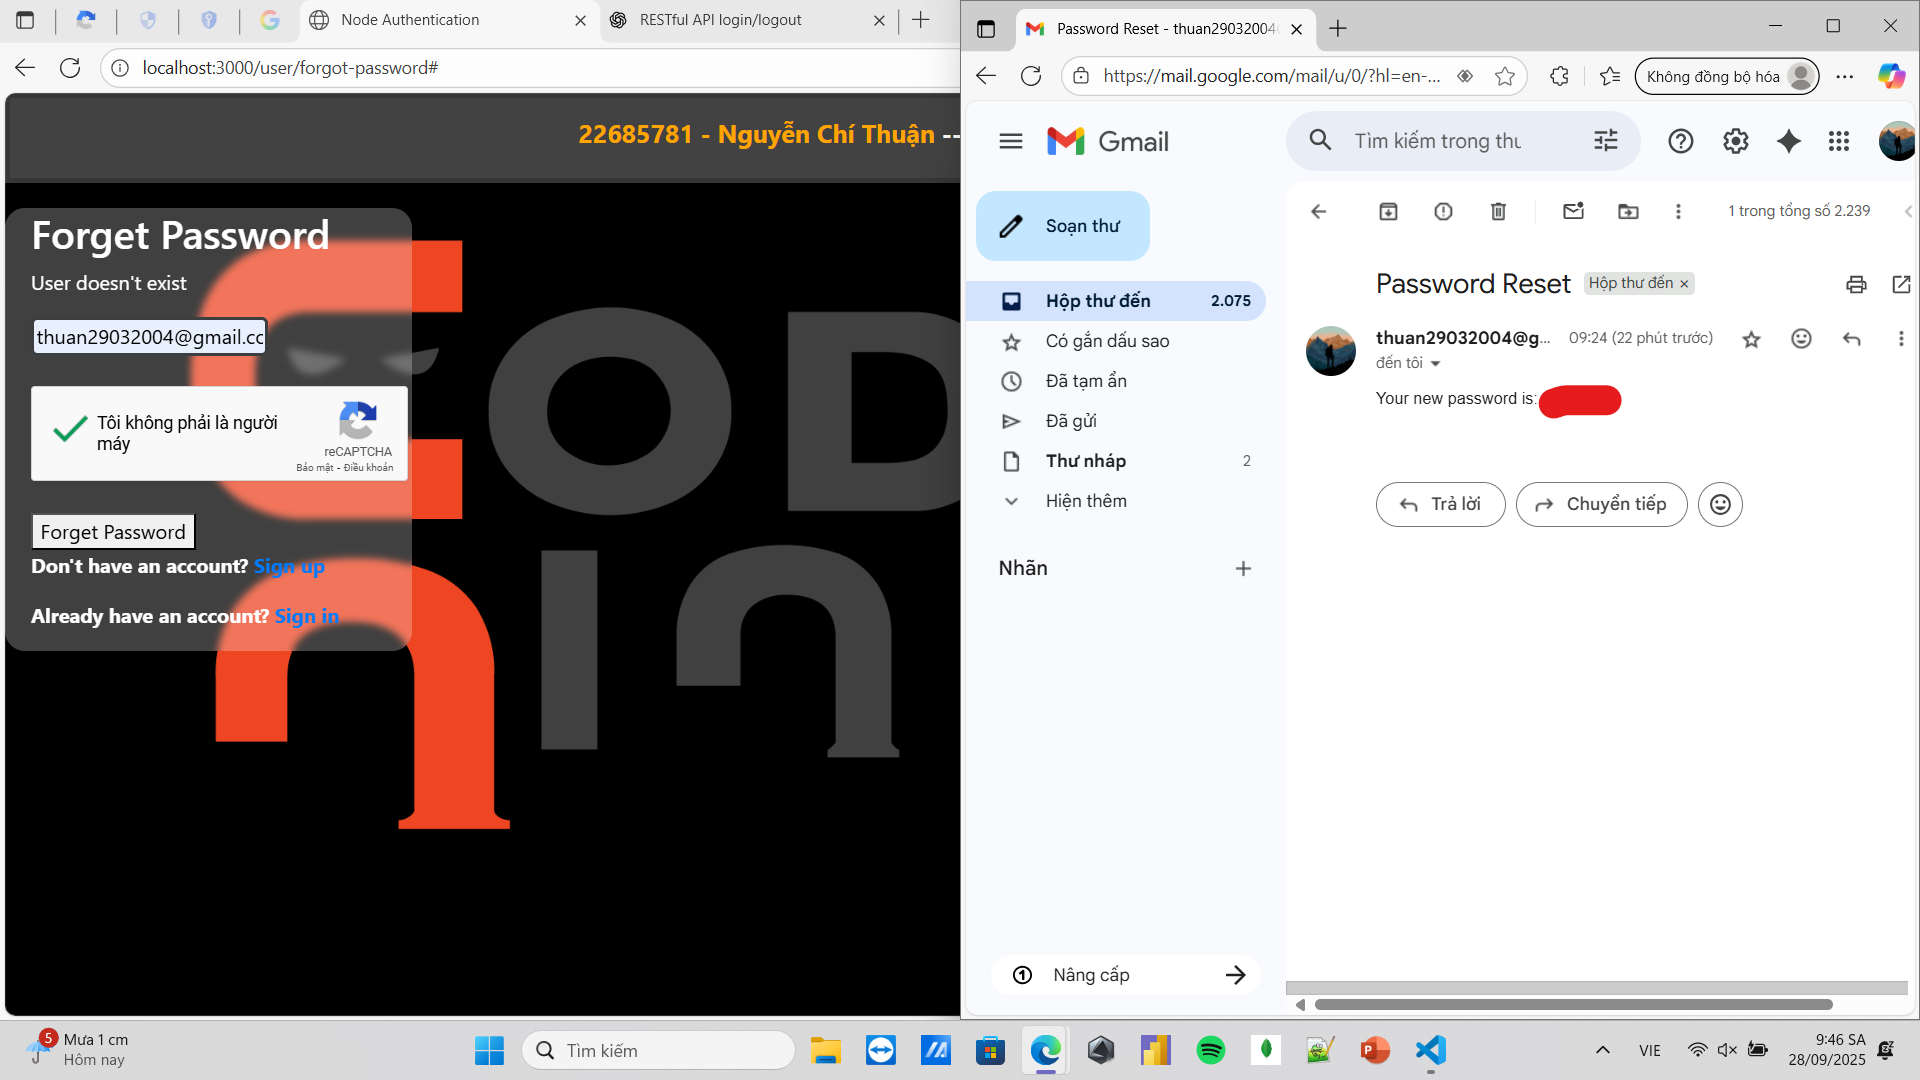 Node Authentication
RESTful API login/logout
localhost:3000/user/forgot-password#
22685781 - Nguyễn Chí Thuận --
Forget Password
User doesn't exist
thuan29032004@gmail.cc
Tôi không phải là người
máy
reCAPTCHA
Bảo mật - Điều khoản
Forget Password
Don't have an account? Sign up
Already have an account? Sign in
CODE
nin
Password Reset - thuan29032004
https://mail.google.com/mail/u/0/?hl=en-...
Không đồng bộ hóa
Gmail
Tìm kiếm trong thư
Soạn thư
1 trong tổng số 2.239
Hộp thư đến 2.075
Có gắn dấu sao
Đã tạm ẩn
Đã gửi
Thư nháp 2
Hiện thêm
Nhãn
Nâng cấp
Password Reset Hộp thư đến ×
thuan29032004@g... 09:24 (22 phút trước)
đến tôi
Your new password is:
Trả lời
Chuyển tiếp
5
Mưa 1 cm
Hôm nay
Tìm kiếm
VIE
9:46 SA
28/09/2025